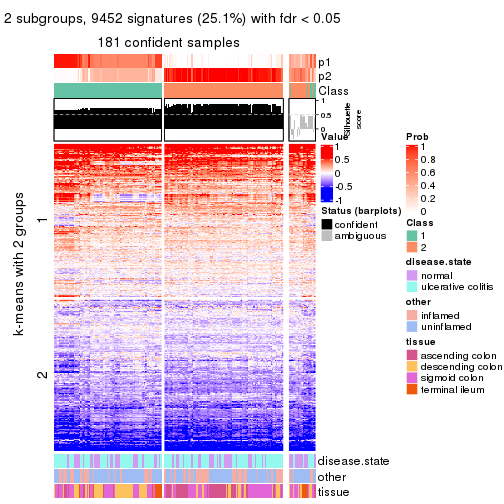 2 subgroups, 9452 signatures (25.1%) with fdr < 0.05
181 confident samples
p1
p2
Class
1
0.5
0
Silhouette
score
k-means with 2 groups
1
2
Value
1
0.5
0
-0.5
-1
Status (barplots)
confident
ambiguous
Prob
1
0.8
0.6
0.4
0.2
0
Class
1
2
disease.state
normal
ulcerative colitis
other
inflamed
uninflamed
tissue
ascending colon
descending colon
sigmoid colon
terminal ileum
disease.state
other
tissue